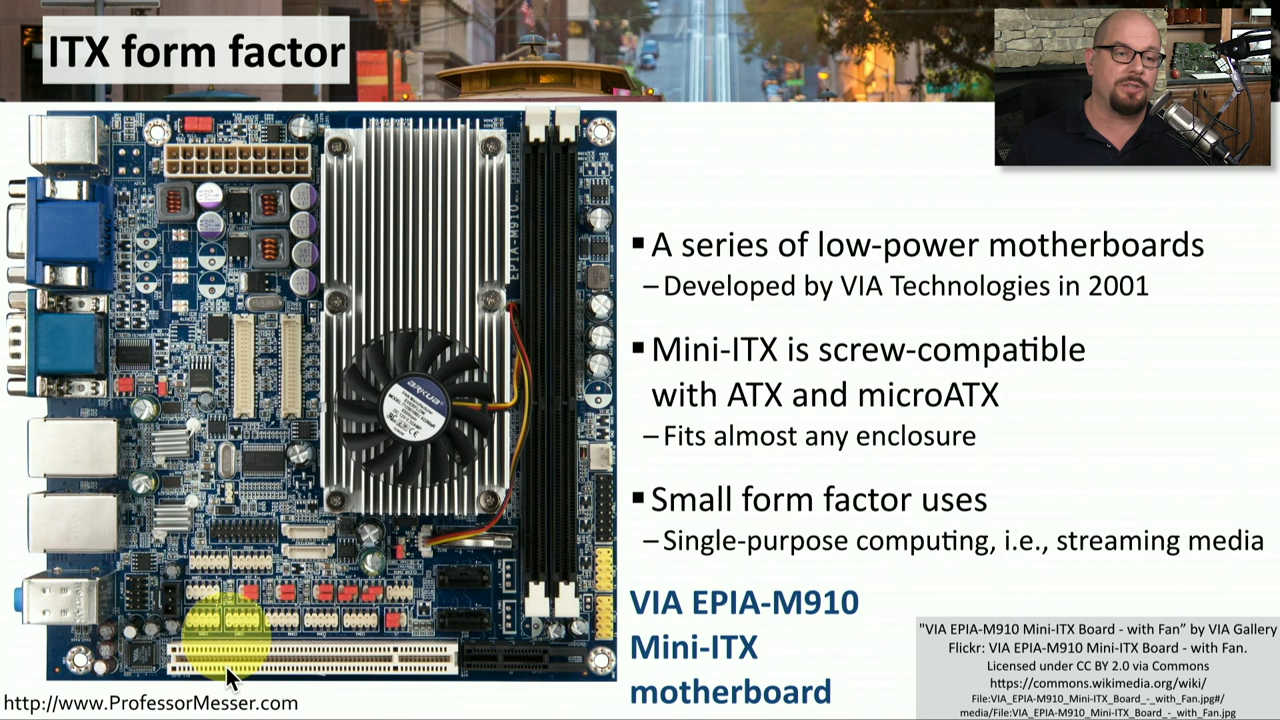 ITX form factor
EPIA-M910
ARKUA
▪ A series of low-power motherboards
– Developed by VIA Technologies in 2001
▪ Mini-ITX is screw-compatible
with ATX and microATX
– Fits almost any enclosure
▪ Small form factor uses
– Single-purpose computing, i.e., streaming media
VIA EPIA-M910
Mini-ITX
motherboard
"VIA EPIA-M910 Mini-ITX Board - with Fan” by VIA Gallery
Flickr: VIA EPIA-M910 Mini-ITX Board - with Fan.
Licensed under CC BY 2.0 via Commons
https://commons.wikimedia.org/wiki/
File:VIA_EPIA-M910_Mini-ITX_Board_-_with_Fan.jpg#/
media/File:VIA_EPIA-M910_Mini-ITX_Board_-_with_Fan.jpg
http://www.ProfessorMesser.com